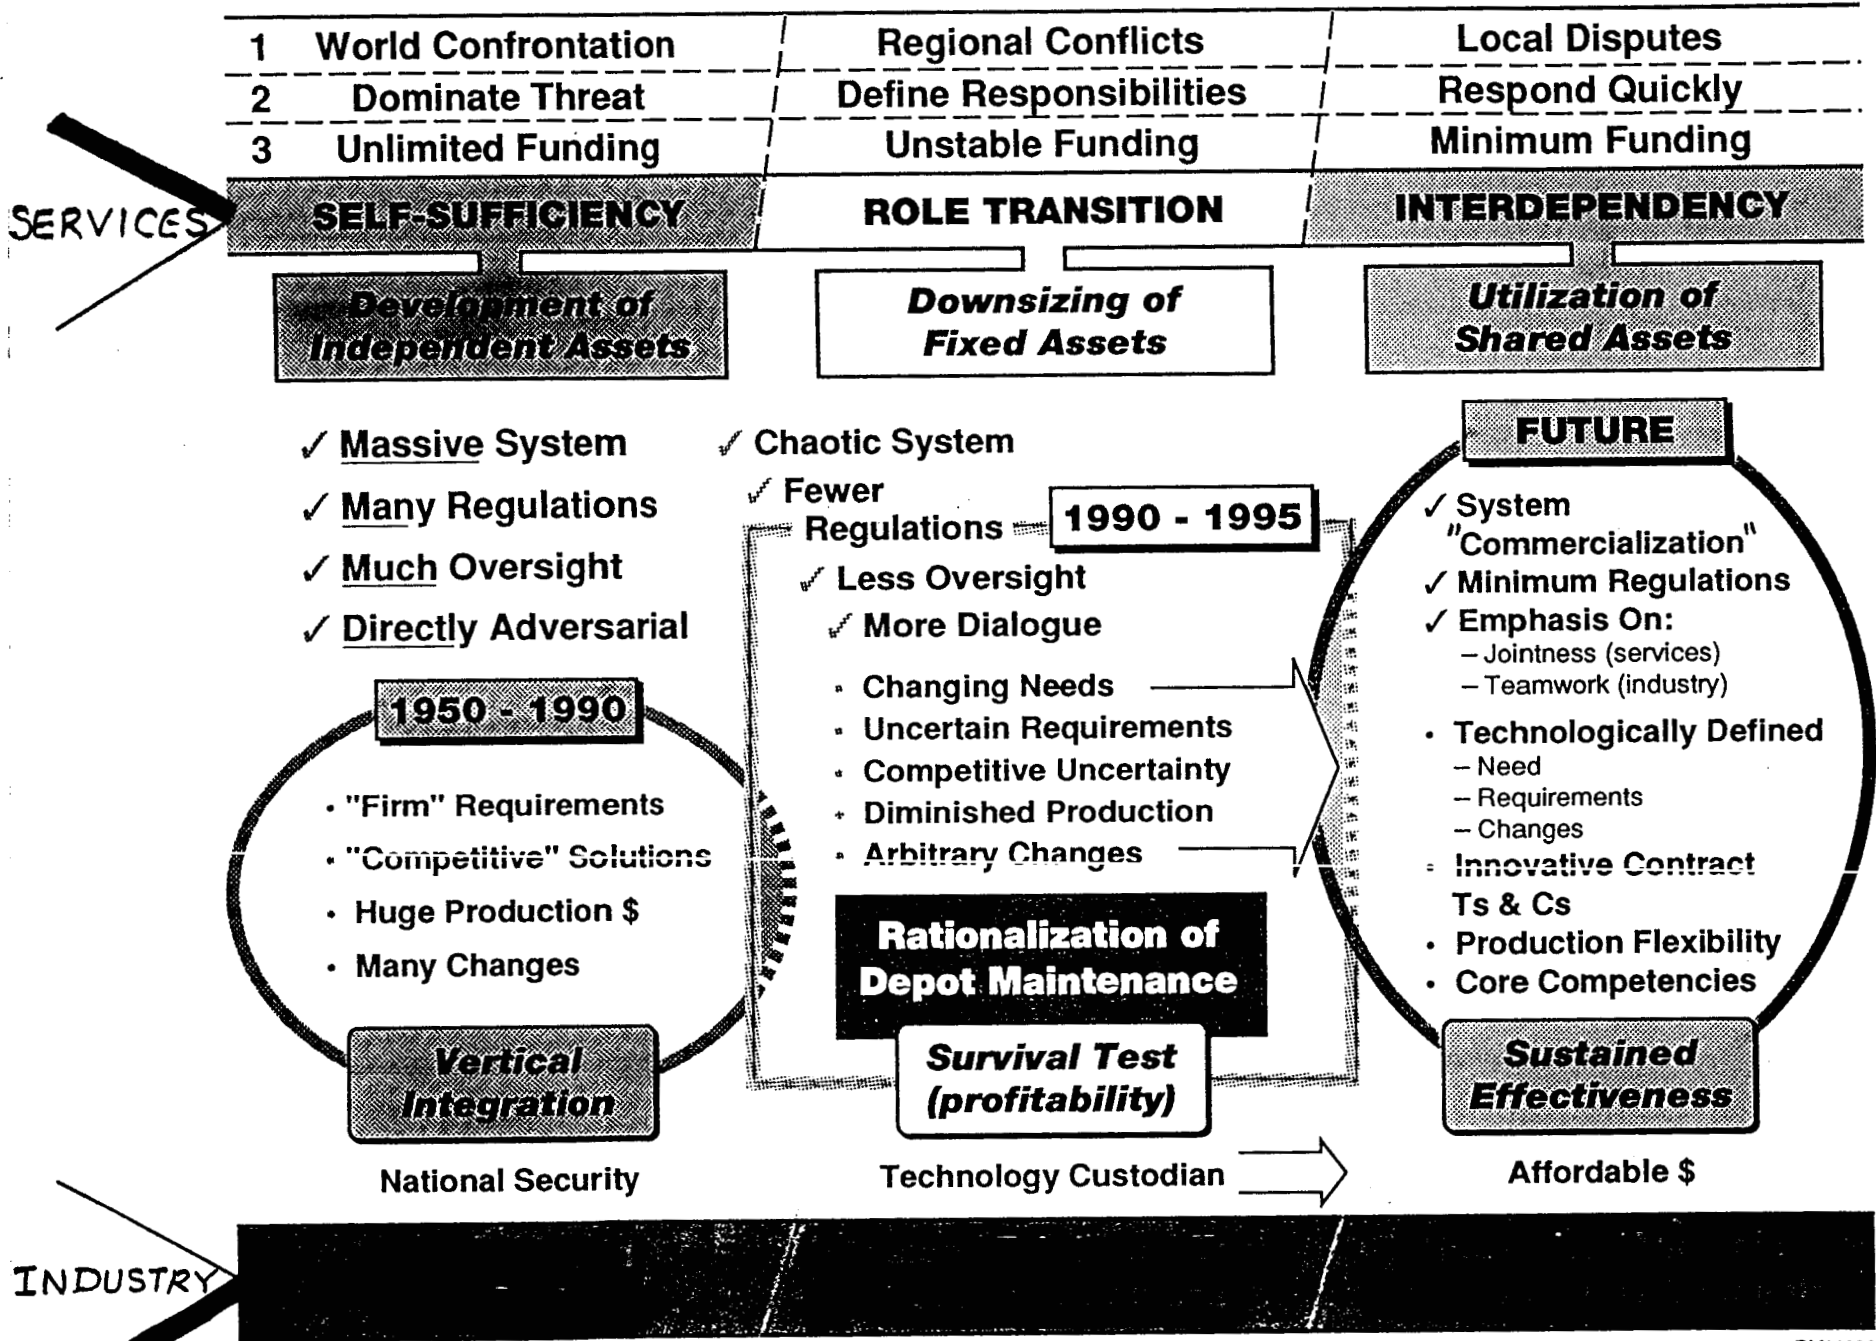 1 World Confrontation Regional Conflicts Local Disputes
2 Dominate Threat Define Responsibilities Respond Quickly
3 Unlimited Funding Unstable Funding Minimum Funding
SERVICES
SELF-SUFFICIENCY ROLE TRANSITION INTERDEPENDENCY
Development of
Independent Assets
Downsizing of
Fixed Assets
Utilization of
Shared Assets
✓ Massive System
✓ Many Regulations
✓ Much Oversight
✓ Directly Adversarial
1950 - 1990
• "Firm" Requirements
• "Competitive" Solutions
• Huge Production $
• Many Changes
Vertical
Integration
National Security
✓ Chaotic System
✓ Fewer
Regulations
1990 - 1995
✓ Less Oversight
✓ More Dialogue
• Changing Needs
• Uncertain Requirements
• Competitive Uncertainty
• Diminished Production
• Arbitrary Changes
Rationalization of
Depot Maintenance
Survival Test
(profitability)
Technology Custodian
FUTURE
✓ System
"Commercialization"
✓ Minimum Regulations
✓ Emphasis On:
– Jointness (services)
– Teamwork (industry)
• Technologically Defined
– Need
– Requirements
– Changes
• Innovative Contract
Ts & Cs
• Production Flexibility
• Core Competencies
Sustained
Effectiveness
Affordable $
INDUSTRY